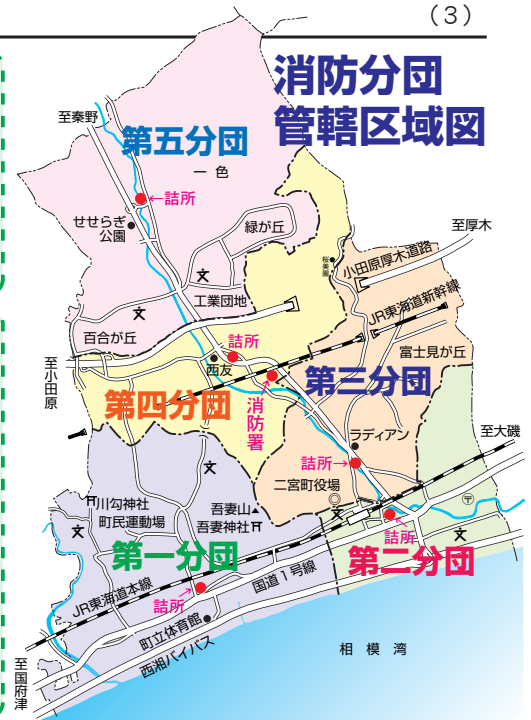 (3)
消防分団
管轄区域図
至秦野
第五分団
一色
←詰所
せせらぎ
公園
緑が丘
至厚木
桜美園
小田原厚木道路
文
工業団地
文
JR東海道新幹線
百合が丘
詰所
富士見が丘
至小田原
西友
第三分団
第四分団
消防署
至大磯
ラディアン
詰所→
文
二宮町役場
〒
川勾神社
吾妻山
町民運動場
吾妻神社
文
文
文
詰所
第一分団
第二分団
国道1号線
JR東海道本線
詰所
町立体育館
西湘バイパス
相模湾
至国府津